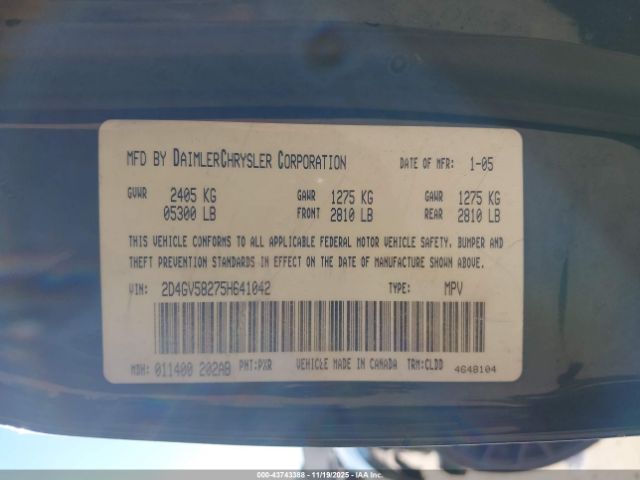 MFD BY DAIMLERCHRYSLER CORPORATION DATE OF MFR: 1-05
GVWR 2405 KG GAWR 1275 KG GAWR 1275 KG
05300 LB FRONT 2810 LB REAR 2810 LB
THIS VEHICLE CONFORMS TO ALL APPLICABLE FEDERAL MOTOR VEHICLE SAFETY, BUMPER AND
THEFT PREVENTION STANDARDS IN EFFECT ON THE DATE OF MANUFACTURE SHOWN ABOVE.
VIN: 2D4GV58275H641042 TYPE: MPV
MDH: 011400 202AB PNT:PXR VEHICLE MADE IN CANADA TRM:CLDD 4648104
000-43743388 - 11/19/2025 - IAA Inc.